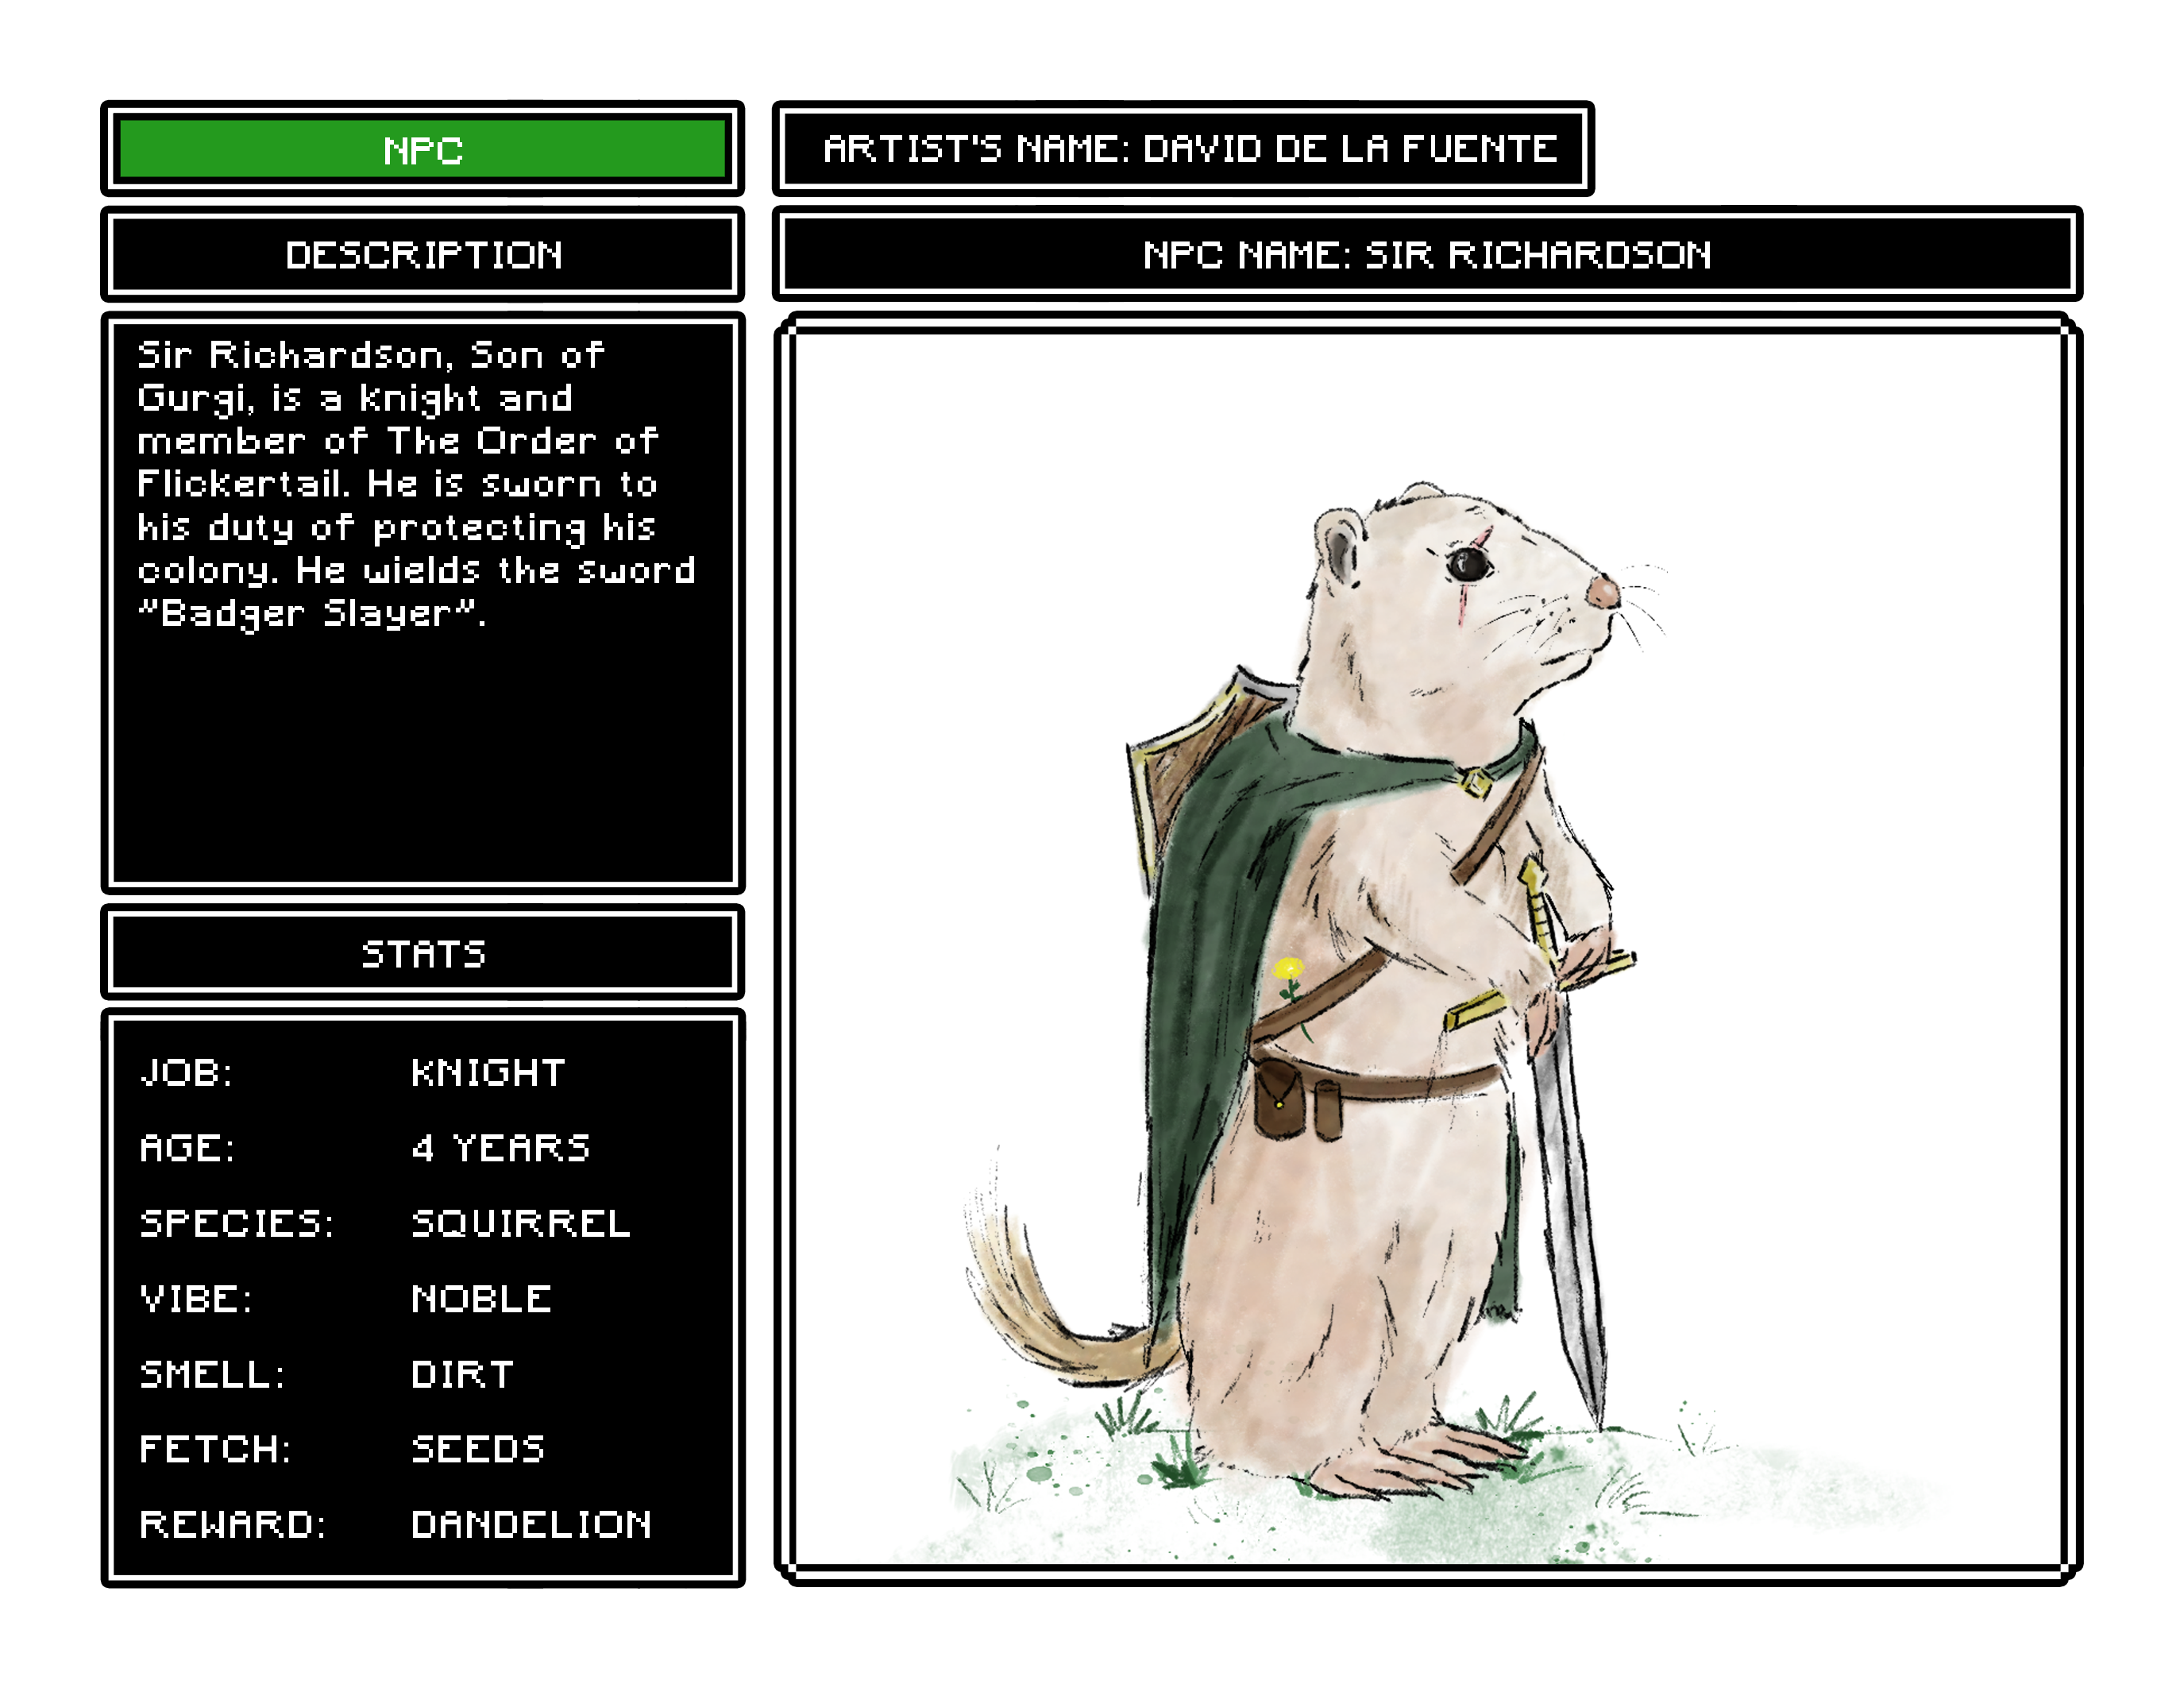 NPC
ARTIST'S NAME: DAVID DE LA FUENTE
DESCRIPTION
NPC NAME: SIR RICHARDSON
Sir Richardson, Son of
Gurgi, is a knight and
member of The Order of
Flickertail. He is sworn to
his duty of protecting his
colony. He wields the sword
"Badger Slayer".
STATS
JOB: KNIGHT
AGE: 4 YEARS
SPECIES: SQUIRREL
VIBE: NOBLE
SMELL: DIRT
FETCH: SEEDS
REWARD: DANDELION